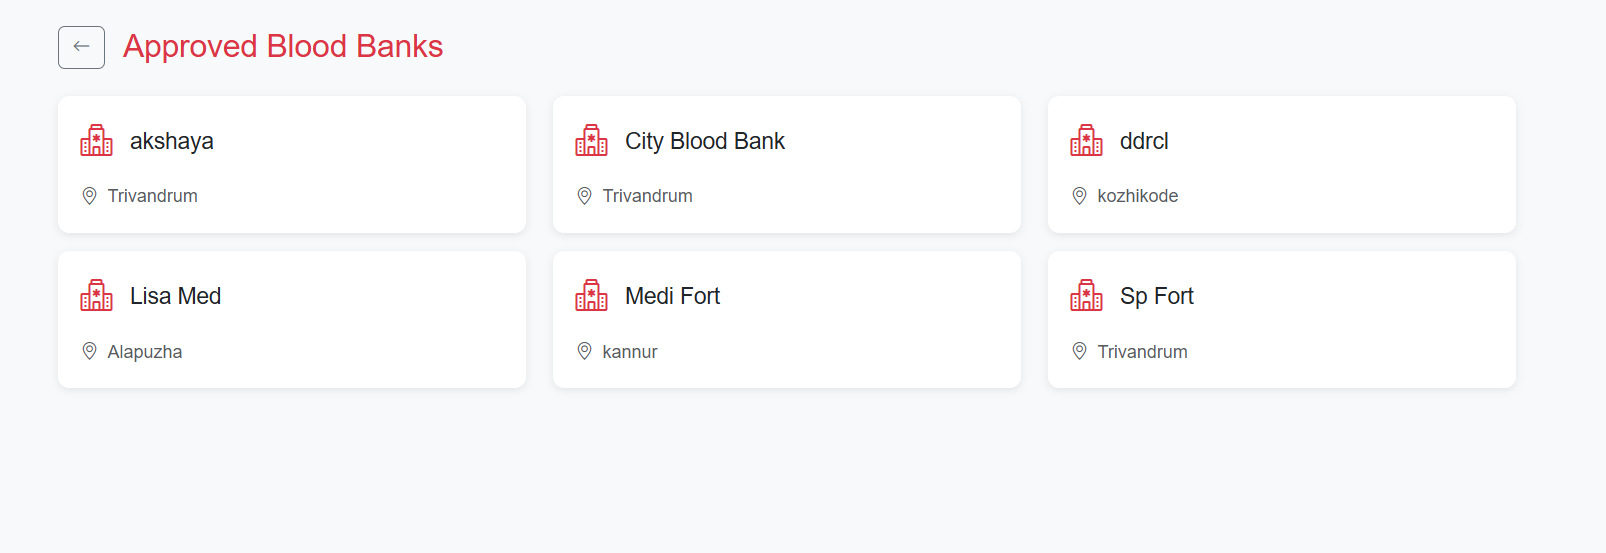 Approved Blood Banks
akshaya
Trivandrum
City Blood Bank
Trivandrum
ddrcl
kozhikode
Lisa Med
Alapuzha
Medi Fort
kannur
Sp Fort
Trivandrum